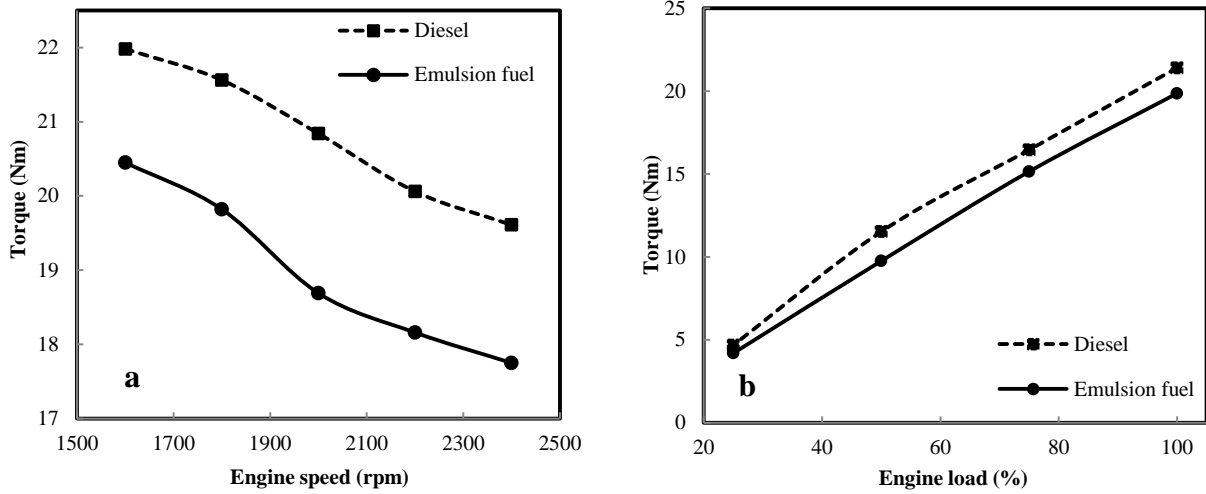 Torque (Nm)
22
21
20
19
18
17
1500 1700 1900 2100 2300 2500
Engine speed (rpm)
Diesel
Emulsion fuel
a
Torque (Nm)
25
20
15
10
5
0
20 40 60 80 100
Engine load (%)
Diesel
Emulsion fuel
b